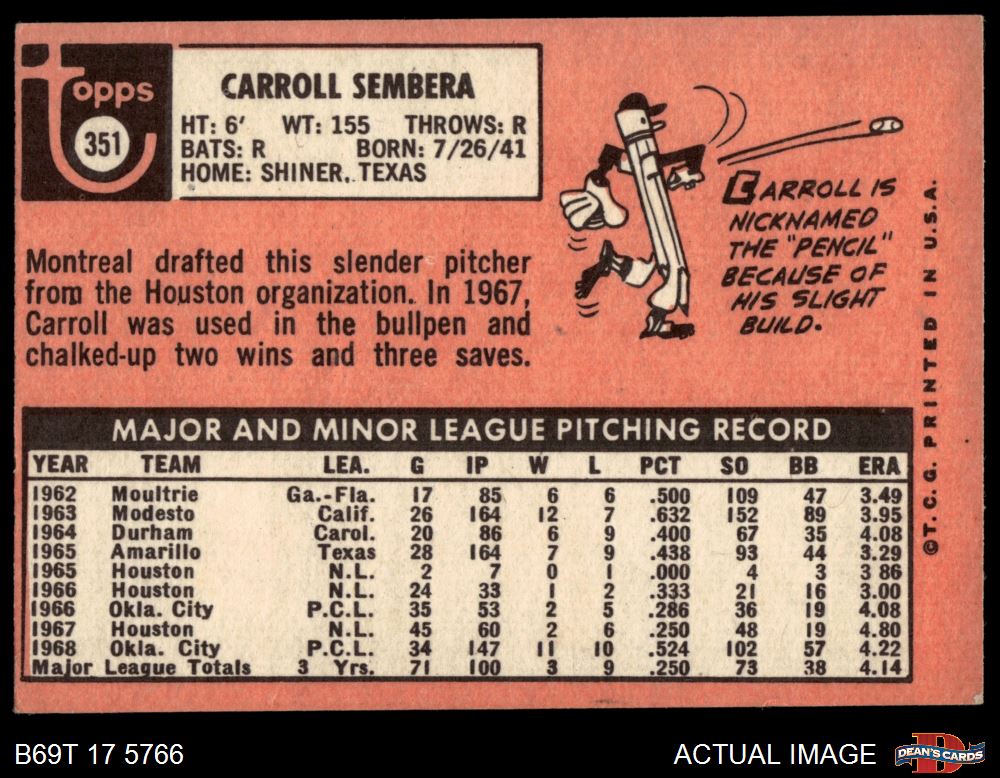 topps
351
CARROLL SEMBERA
HT: 6' WT: 155 THROWS: R
BATS: R BORN: 7/26/41
HOME: SHINER, TEXAS
Montreal drafted this slender pitcher
from the Houston organization. In 1967,
Carroll was used in the bullpen and
chalked-up two wins and three saves.
CARROLL IS
NICKNAMED
THE "PENCIL"
BECAUSE OF
HIS SLIGHT
BUILD.
©T. C. G. PRINTED IN U.S.A.
MAJOR AND MINOR LEAGUE PITCHING RECORD
YEAR TEAM LEA. G IP W L PCT SO BB ERA
1962 Moultrie Ga.-Fla. 17 85 6 6 .500 109 47 3.49
1963 Modesto Calif. 26 164 12 7 .632 152 89 3.95
1964 Durham Carol. 20 86 6 9 .400 67 35 4.08
1965 Amarillo Texas 28 164 7 9 .438 93 44 3.29
1965 Houston N.L. 2 7 0 1 .000 4 3 3 86
1966 Houston N.L. 24 33 1 2 .333 21 16 3.00
1966 Okla. City P.C.L. 35 53 2 5 .286 36 19 4.08
1967 Houston N.L. 45 60 2 6 .250 48 19 4.80
1968 Okla. City P.C.L. 34 147 11 10 .524 102 57 4.22
Major League Totals 3 Yrs. 71 100 3 9 .250 73 38 4.14
B69T 17 5766
ACTUAL IMAGE
D
DEAN'S CARDS